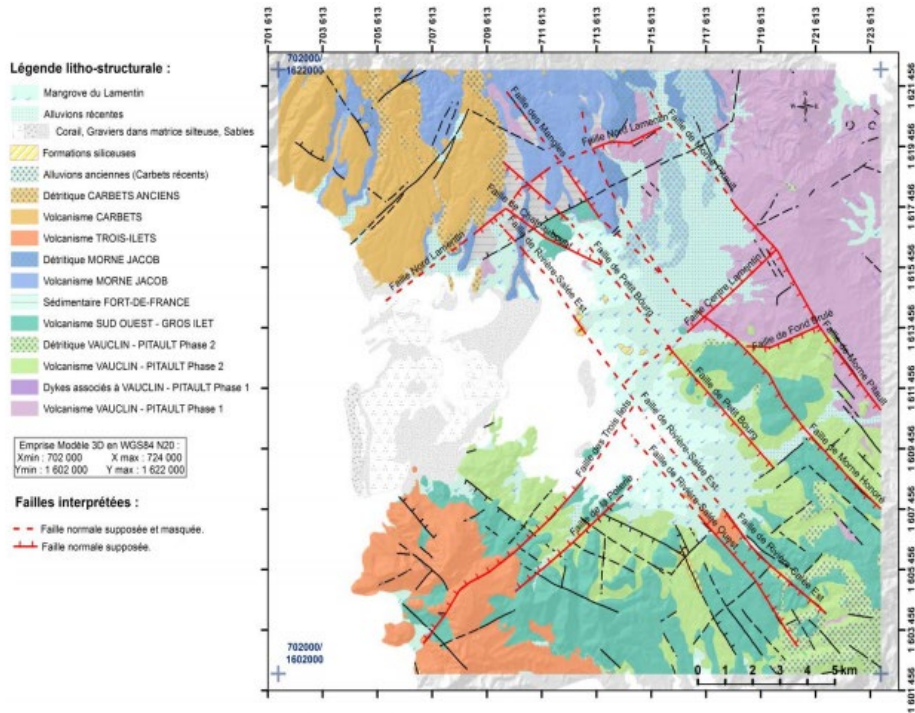 701 613
703 613
705 613
707 613
709 613
711 613
713 613
715 613
717 613
719 613
721 613
723 613
702000/
1622000
Légende litho-structurale :
Mangrove du Lamentin
Alluvions récentes
Corail, Graviers dans matrice silteuse, Sables
Formations siliceuses
Alluvions anciennes (Carbets récents)
Détritique CARBETS ANCIENS
Volcanisme CARBETS
Volcanisme TROIS-ILETS
Détritique MORNE JACOB
Volcanisme MORNE JACOB
Sédimentaire FORT-DE-FRANCE
Volcanisme SUD OUEST - GROS ILET
Détritique VAUCLIN - PITAULT Phase 2
Volcanisme VAUCLIN - PITAULT Phase 2
Dykes associés à VAUCLIN - PITAULT Phase 1
Volcanisme VAUCLIN - PITAULT Phase 1
Emprise Modèle 3D en WGS84 N20 :
Xmin : 702 000 X max : 724 000
Ymin : 1 602 000 Y max : 1 622 000
Failles interprétées :
Faille normale supposée et masquée.
Faille normale supposée.
Faille des Mangles
Faille Nord Lamentin
Faille de Morne Pitault
N
W E
S
Faille Nord Lamentin
Faille de Rivière-Salée Est
Faille de Petit Bourg
Faille Centre Lamentin
Faille de Fond Brulé
Faille de Morne Pitault
Faille des Trois Ilets
Faille de Petit Bourg
Faille de Rivière-Salée Est
Faille de Morne Honoré
Faille de la Poterie
Faille de Rivière-Salée Ouest
Faille de Rivière-Salée Est
1 621 456
1 619 456
1 617 456
1 615 456
1 613 456
1 611 456
1 609 456
1 607 456
1 605 456
1 603 456
1 601 456
702000/
1602000
0 1 2 3 4 5 km